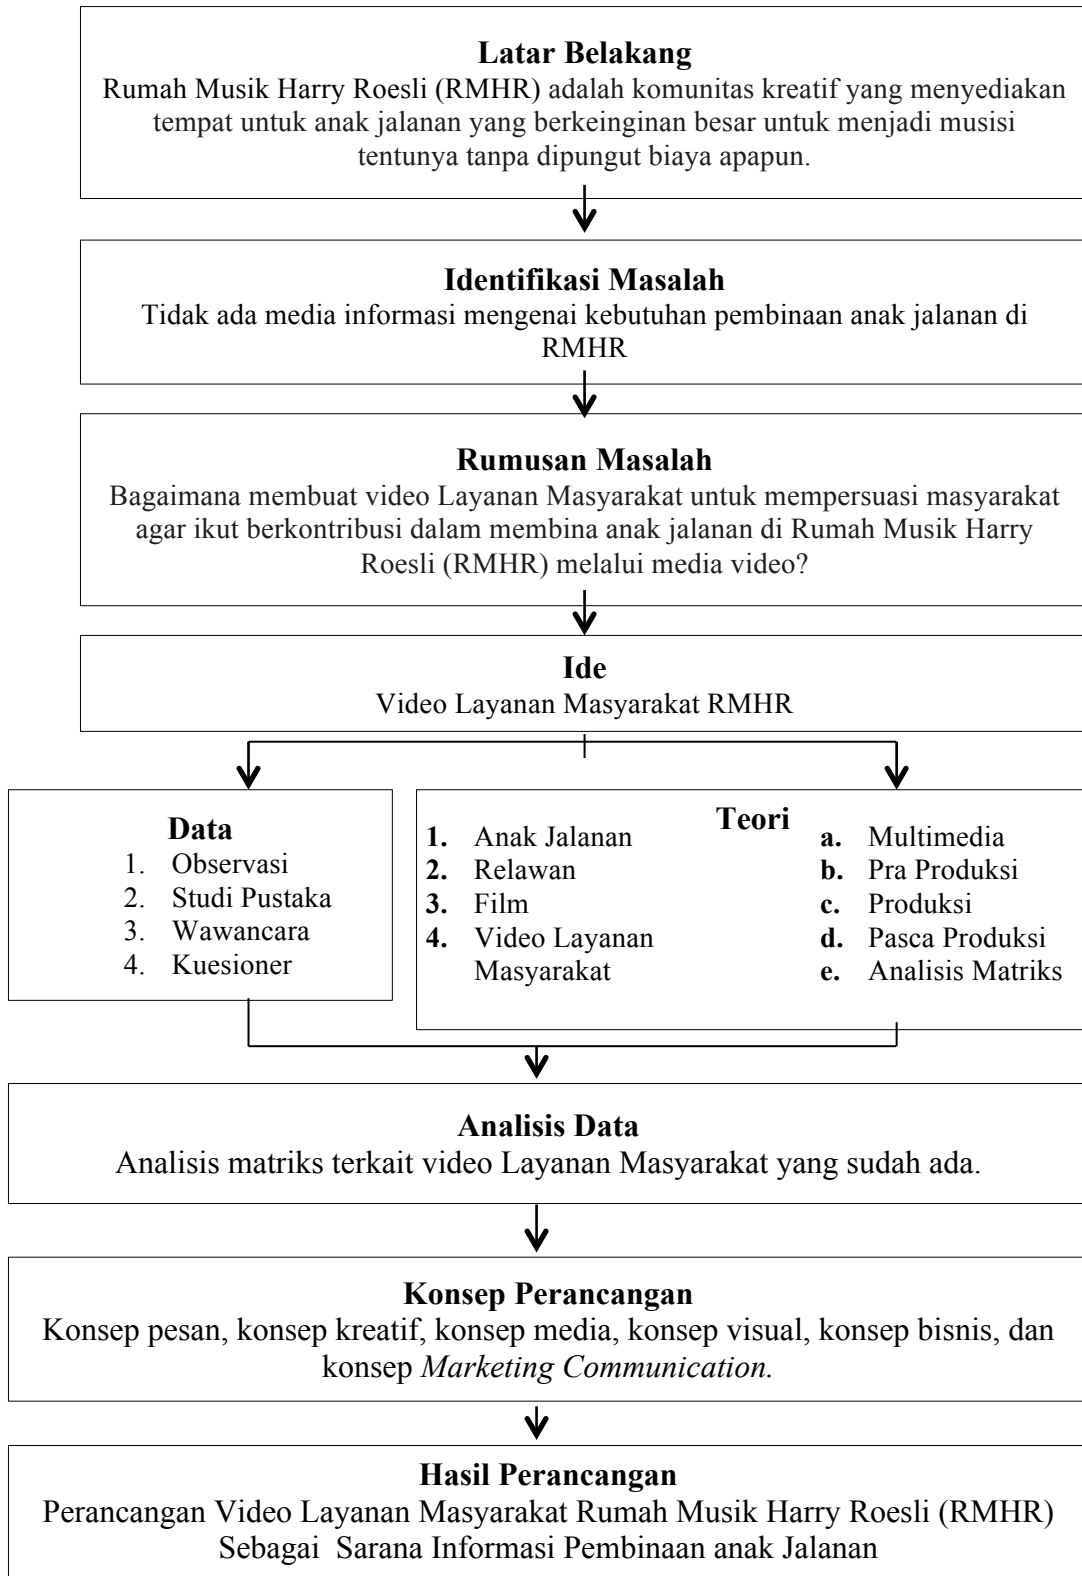 Latar Belakang
Rumah Musik Harry Roesli (RMHR) adalah komunitas kreatif yang menyediakan
tempat untuk anak jalanan yang berkeinginan besar untuk menjadi musisi
tentunya tanpa dipungut biaya apapun.
Identifikasi Masalah
Tidak ada media informasi mengenai kebutuhan pembinaan anak jalanan di
RMHR
Rumusan Masalah
Bagaimana membuat video Layanan Masyarakat untuk mempersuasi masyarakat
agar ikut berkontribusi dalam membina anak jalanan di Rumah Musik Harry
Roesli (RMHR) melalui media video?
Ide
Video Layanan Masyarakat RMHR
Data
1. Observasi
2. Studi Pustaka
3. Wawancara
4. Kuesioner
Teori
1. Anak Jalanan
2. Relawan
3. Film
4. Video Layanan
Masyarakat
a. Multimedia
b. Pra Produksi
c. Produksi
d. Pasca Produksi
e. Analisis Matriks
Analisis Data
Analisis matriks terkait video Layanan Masyarakat yang sudah ada.
Konsep Perancangan
Konsep pesan, konsep kreatif, konsep media, konsep visual, konsep bisnis, dan
konsep Marketing Communication.
Hasil Perancangan
Perancangan Video Layanan Masyarakat Rumah Musik Harry Roesli (RMHR)
Sebagai Sarana Informasi Pembinaan anak Jalanan